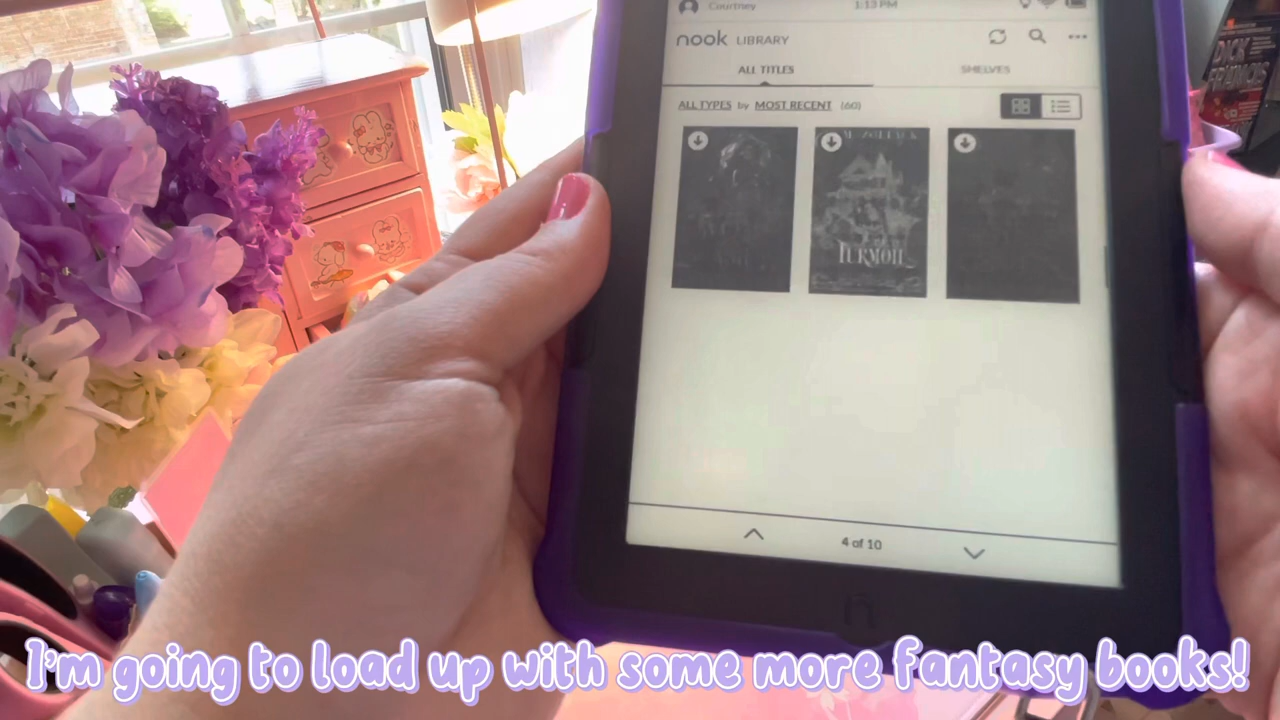 Courtney 1:13 PM
nook LIBRARY
ALL TITLES SHELVES
ALL TYPES by MOST RECENT (60)
TURMOIL
DICK
FRANCIS
4 of 10
I'm going to load up with some more fantasy books!